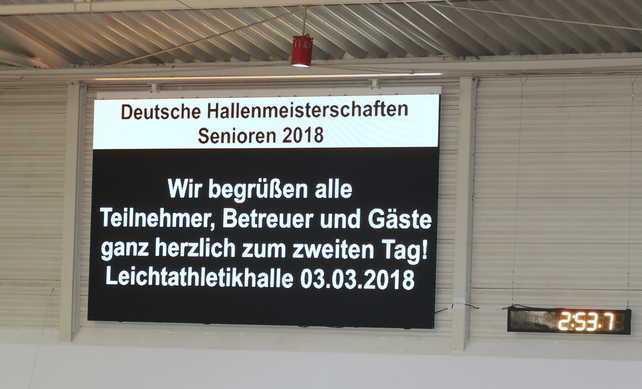 Deutsche Hallenmeisterschaften
Senioren 2018
Wir begrüßen alle
Teilnehmer, Betreuer und Gäste
ganz herzlich zum zweiten Tag!
Leichtathletikhalle 03.03.2018
2:53.7